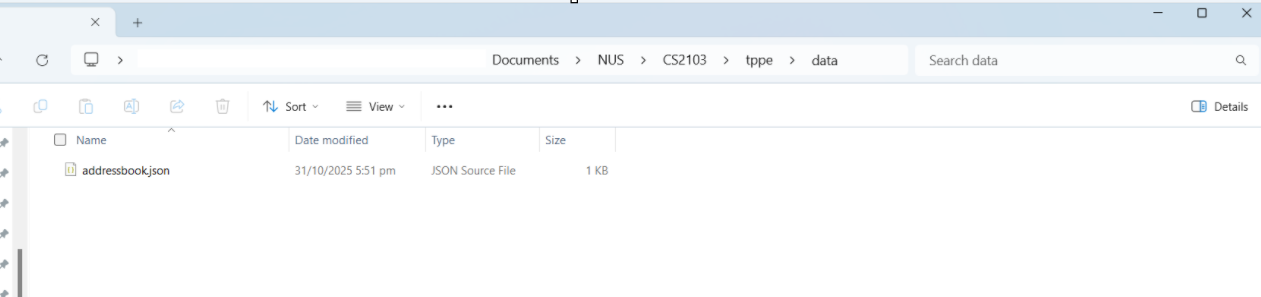 Documents > NUS > CS2103 > tppe > data
Search data
Sort
View
Details
Name Date modified Type Size
addressbook.json 31/10/2025 5:51 pm JSON Source File 1 KB